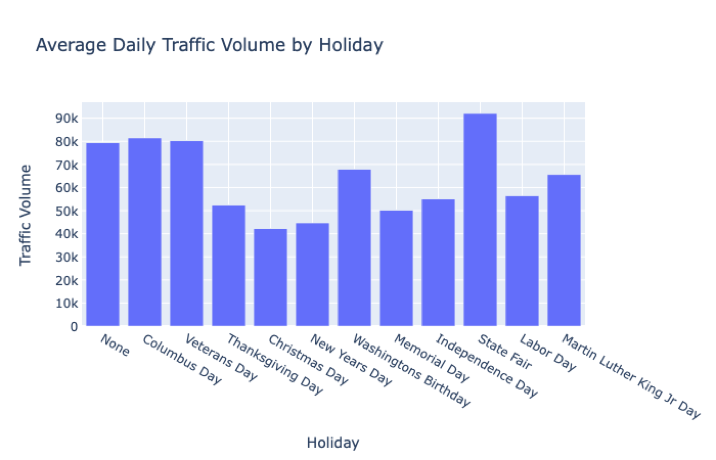 Average Daily Traffic Volume by Holiday
Traffic Volume
90k
80k
70k
60k
50k
40k
30k
20k
10k
0
None
Columbus Day
Veterans Day
Thanksgiving Day
Christmas Day
New Years Day
Washingtons Birthday
Memorial Day
Independence Day
State Fair
Labor Day
Martin Luther King Jr Day
Holiday